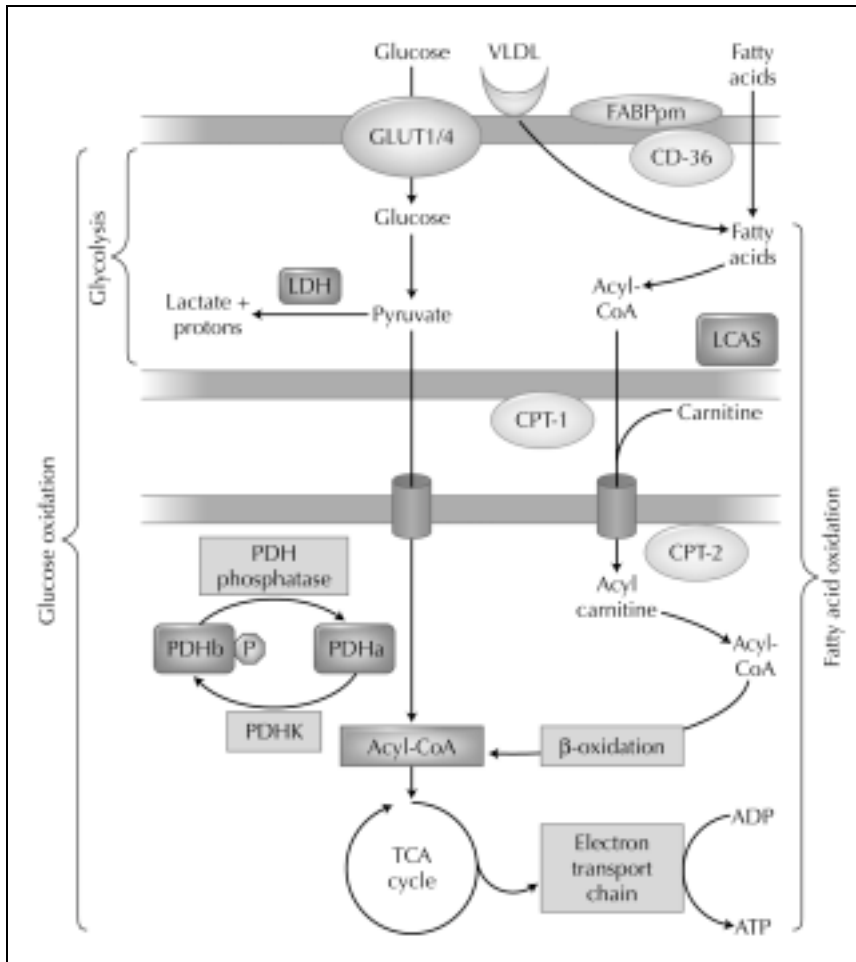 Glucose
VLDL
Fatty
acids
FABPpm
GLUT1/4
CD-36
Glucose
Fatty
acids
Glycolysis
LDH
Acyl-
CoA
Lactate +
protons
Pyruvate
LCAS
CPT-1
Carnitine
Glucose oxidation
Fatty acid oxidation
PDH
phosphatase
CPT-2
Acyl
carnitine
PDHb
P
PDHa
Acyl-
CoA
PDHK
Acyl-CoA
β-oxidation
TCA
cycle
Electron
transport
chain
ADP
ATP